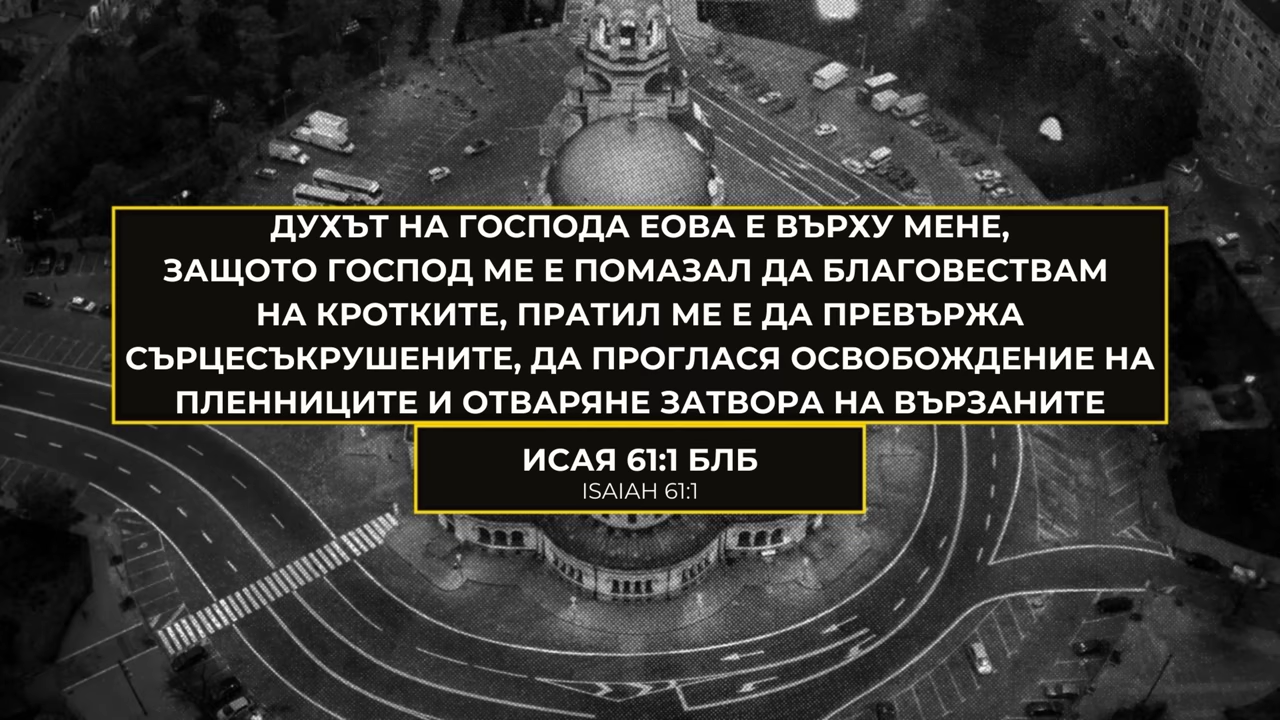 ДУХЪТ НА ГОСПОДА ЕОВА Е ВЪРХУ МЕНЕ,
ЗАЩОТО ГОСПОД МЕ Е ПОМАЗАЛ ДА БЛАГОВЕСТВАМ
НА КРОТКИТЕ, ПРАТИЛ МЕ Е ДА ПРЕВЪРЖА
СЪРЦЕСЪКРУШЕНИТЕ, ДА ПРОГЛАСЯ ОСВОБОЖДЕНИЕ НА
ПЛЕННИЦИТЕ И ОТВАРЯНЕ ЗАТВОРА НА ВЪРЗАНИТЕ
ИСАЯ 61:1 БЛБ
ISAIAH 61:1